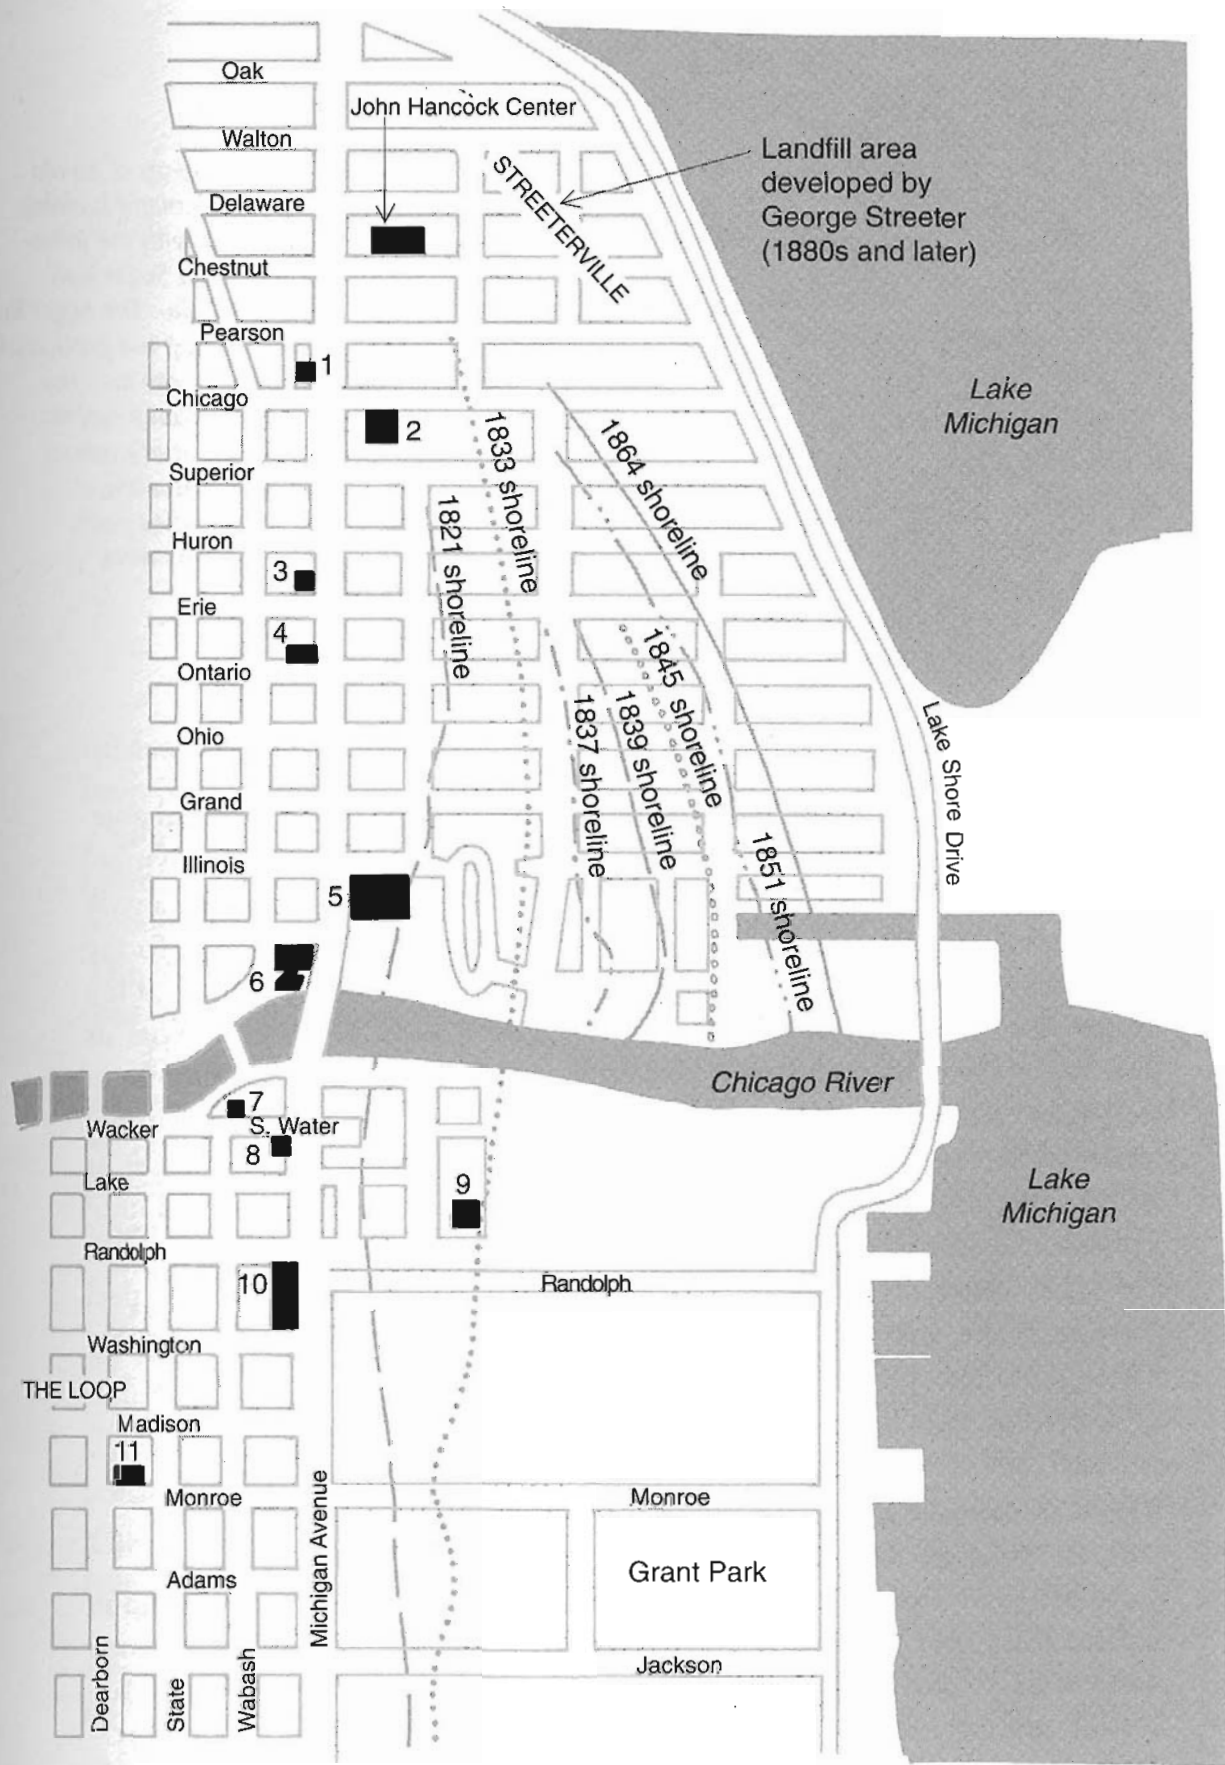 Oak
John Hancock Center
Walton
Landfill area
developed by
George Streeter
(1880s and later)
STREETERVILLE
Delaware
Chestnut
Pearson
1
Chicago
2
Lake
Michigan
1833 shoreline
1864 shoreline
Superior
1821 shoreline
Huron
3
Erie
4
1845 shoreline
Ontario
1839 shoreline
1837 shoreline
Lake Shore Drive
Ohio
Grand
1851 shoreline
Illinois
5
6
Chicago River
7
Wacker
S. Water
8
Lake
9
Lake
Michigan
Randolph
10
Randolph
Washington
THE LOOP
Madison
11
Monroe
Michigan Avenue
Monroe
Adams
Grant Park
Jackson
Dearborn
State
Wabash